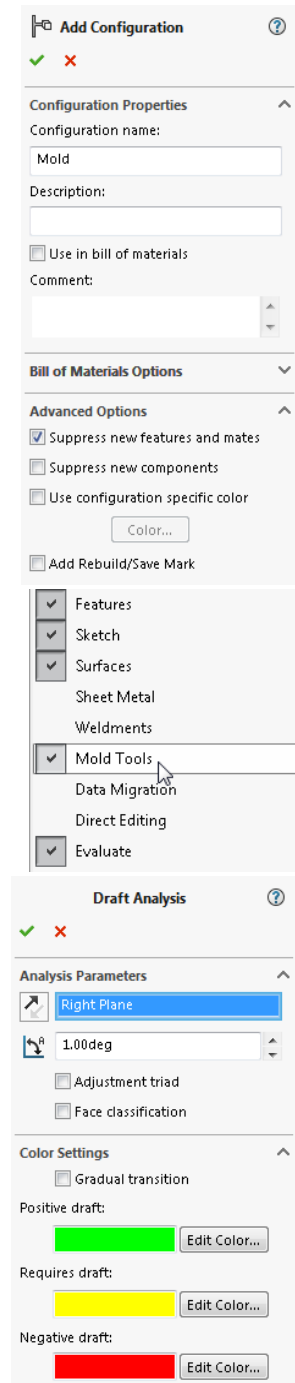 Add Configuration
Configuration Properties
Configuration name:
Mold
Description:
Use in bill of materials
Comment:
Bill of Materials Options
Advanced Options
Suppress new features and mates
Suppress new components
Use configuration specific color
Color...
Add Rebuild/Save Mark
Features
Sketch
Surfaces
Sheet Metal
Weldments
Mold Tools
Data Migration
Direct Editing
Evaluate
Draft Analysis
Analysis Parameters
Right Plane
1.00deg
Adjustment triad
Face classification
Color Settings
Gradual transition
Positive draft:
Edit Color...
Requires draft:
Edit Color...
Negative draft:
Edit Color...